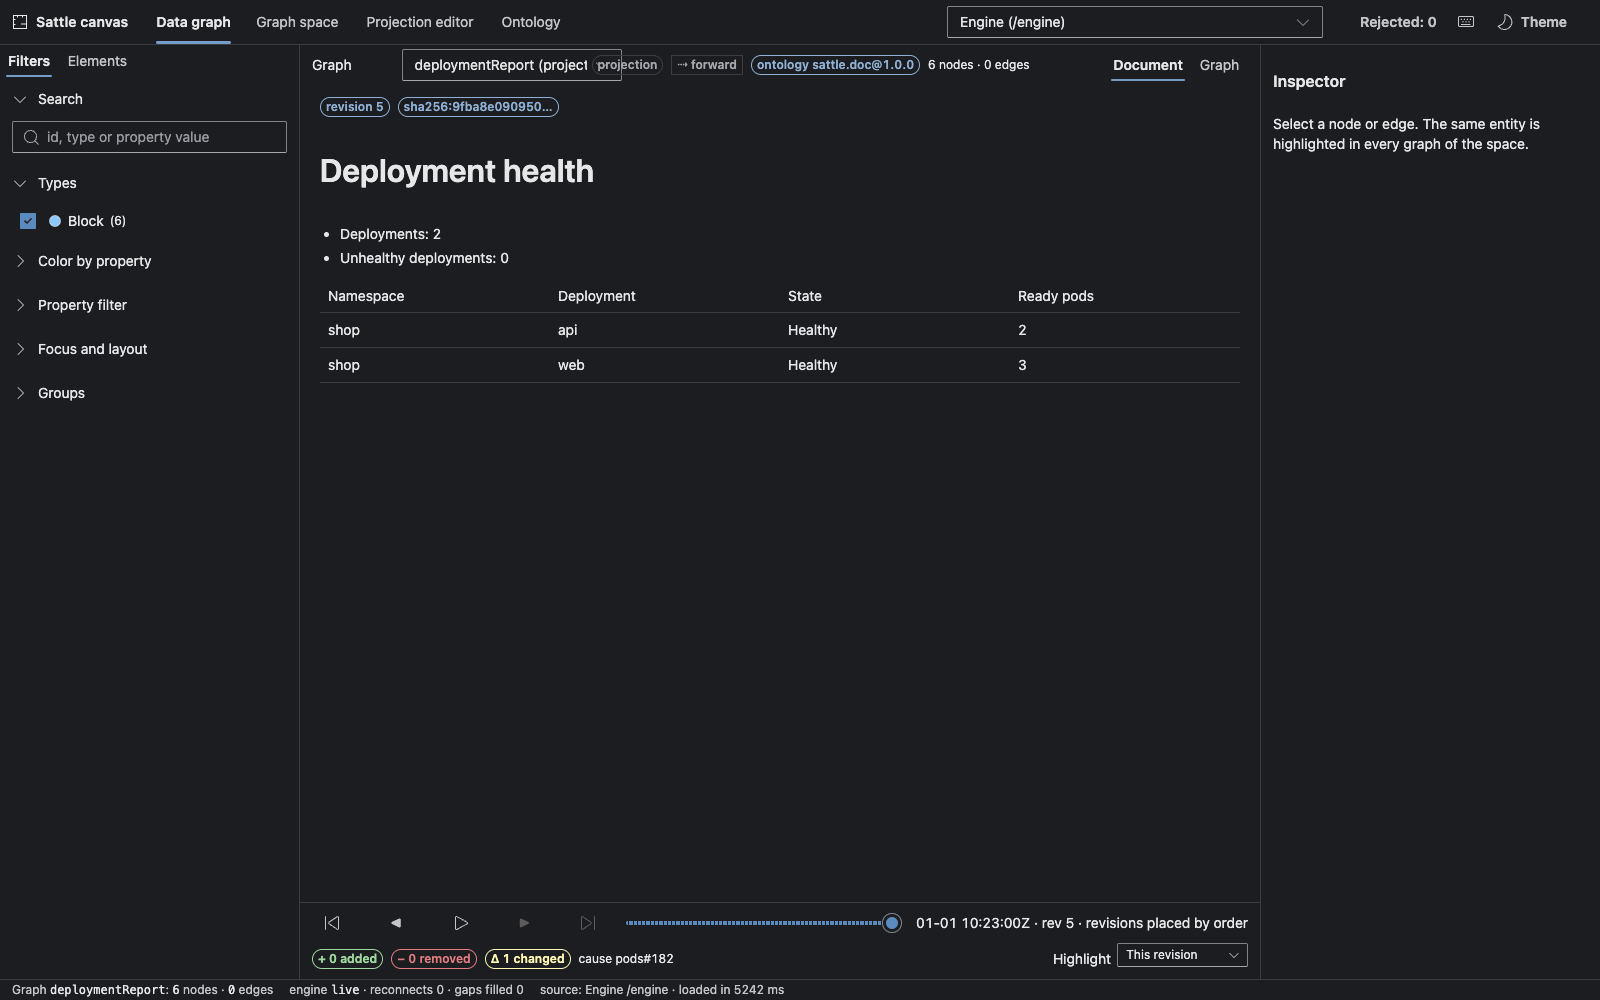 Sattle canvas Data graph Graph space Projection editor Ontology Engine (/engine) Rejected: 0 Theme
Filters Elements
Search
id, type or property value
Types
Block (6)
Color by property
Property filter
Focus and layout
Groups
Graph deploymentReport (project projection ⇢ forward ontology sattle.doc@1.0.0 6 nodes · 0 edges Document Graph
revision 5 sha256:9fba8e090950...
Deployment health
• Deployments: 2
• Unhealthy deployments: 0
Namespace Deployment State Ready pods
shop api Healthy 2
shop web Healthy 3
Inspector
Select a node or edge. The same entity is
highlighted in every graph of the space.
01-01 10:23:00Z · rev 5 · revisions placed by order
+ 0 added − 0 removed Δ 1 changed cause pods#182 Highlight This revision
Graph deploymentReport: 6 nodes · 0 edges engine live · reconnects 0 · gaps filled 0 source: Engine /engine · loaded in 5242 ms